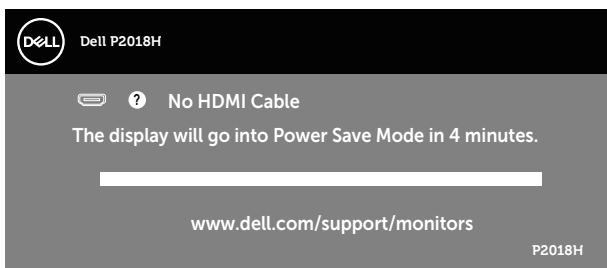 DELL
Dell P2018H
? No HDMI Cable
The display will go into Power Save Mode in 4 minutes.
www.dell.com/support/monitors
P2018H